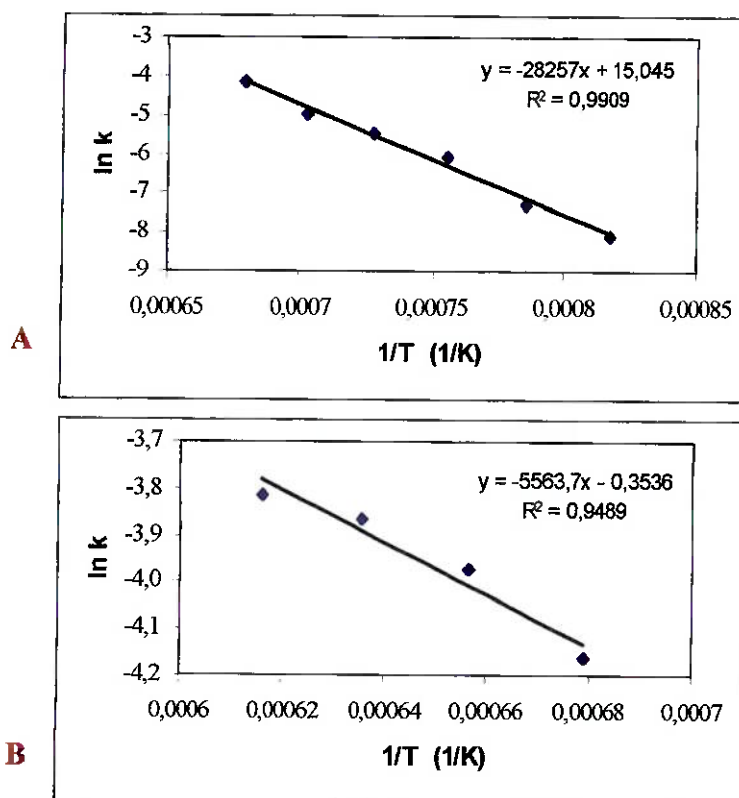 -3
-4
-5
-6
-7
-8
-9
ln k
y = -28257x + 15,045
R² = 0,9909
0,00065 0,0007 0,00075 0,0008 0,00085
1/T (1/K)
A
-3,7
-3,8
-3,9
-4,0
-4,1
-4,2
ln k
y = -5563,7x - 0,3536
R² = 0,9489
0,0006 0,00062 0,00064 0,00066 0,00068 0,0007
1/T (1/K)
B